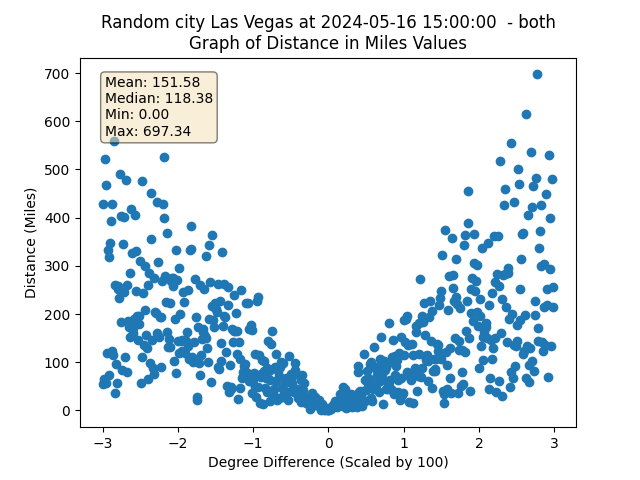 Random city Las Vegas at 2024-05-16 15:00:00  - both
Graph of Distance in Miles Values
Mean: 151.58
Median: 118.38
Min: 0.00
Max: 697.34
700
600
500
400
300
200
100
0
Distance (Miles)
−3
−2
−1
0
1
2
3
Degree Difference (Scaled by 100)